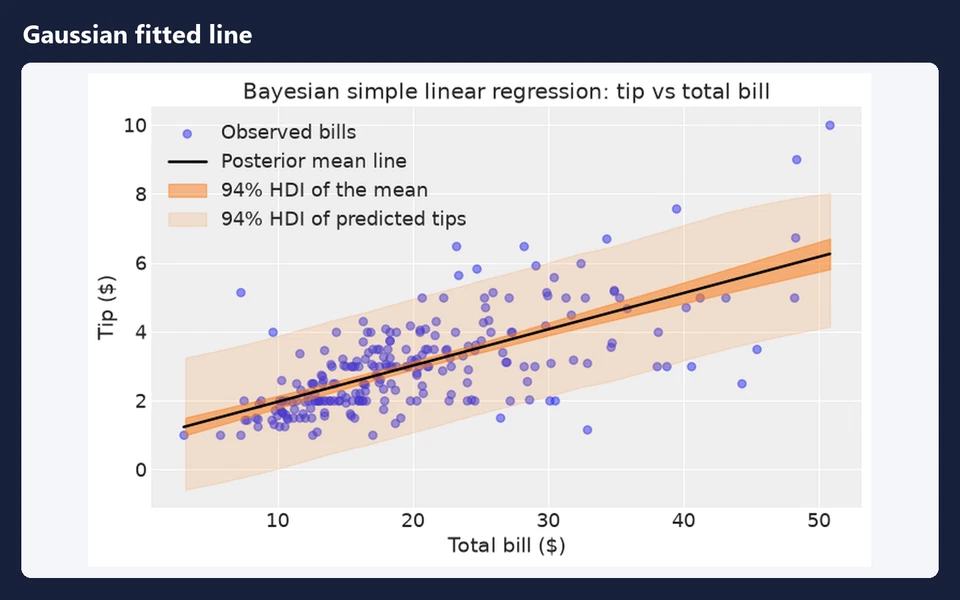 Gaussian fitted line
Bayesian simple linear regression: tip vs total bill
Observed bills
Posterior mean line
94% HDI of the mean
94% HDI of predicted tips
Tip ($)
10
8
6
4
2
0
10 20 30 40 50
Total bill ($)